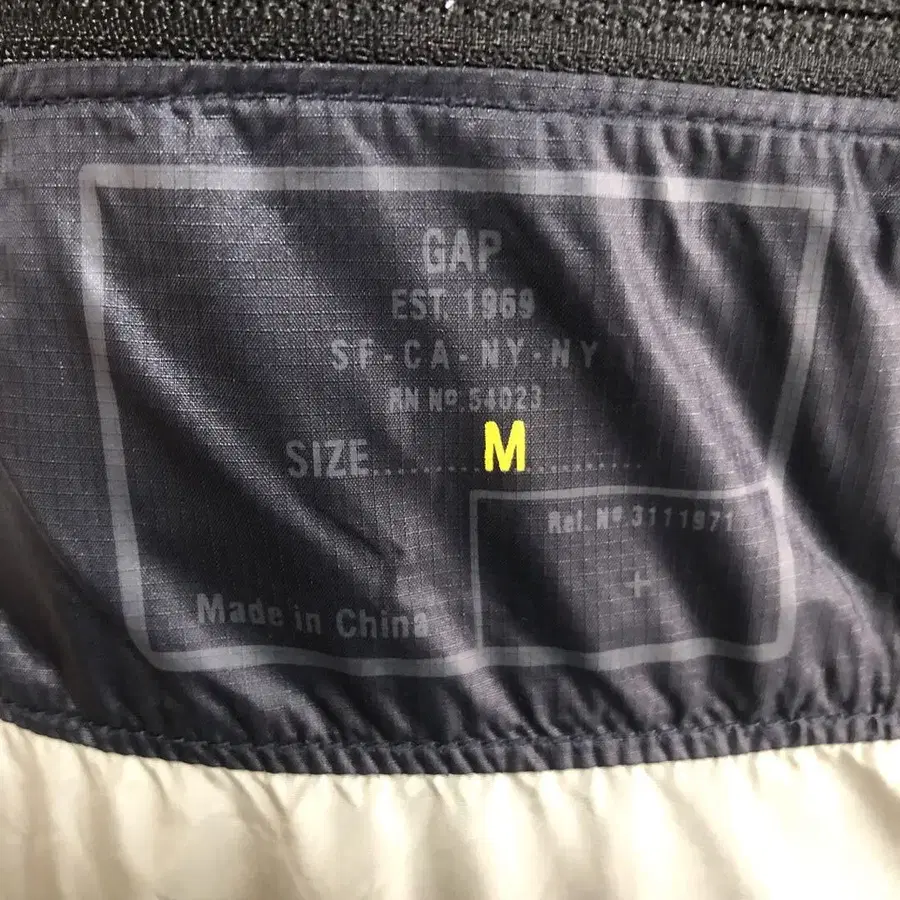 GAP
EST. 1969
SF-CA-NY-NY
RN Nº.54023
SIZE....................M....................
Ref. Nº.3111971
+
Made in China